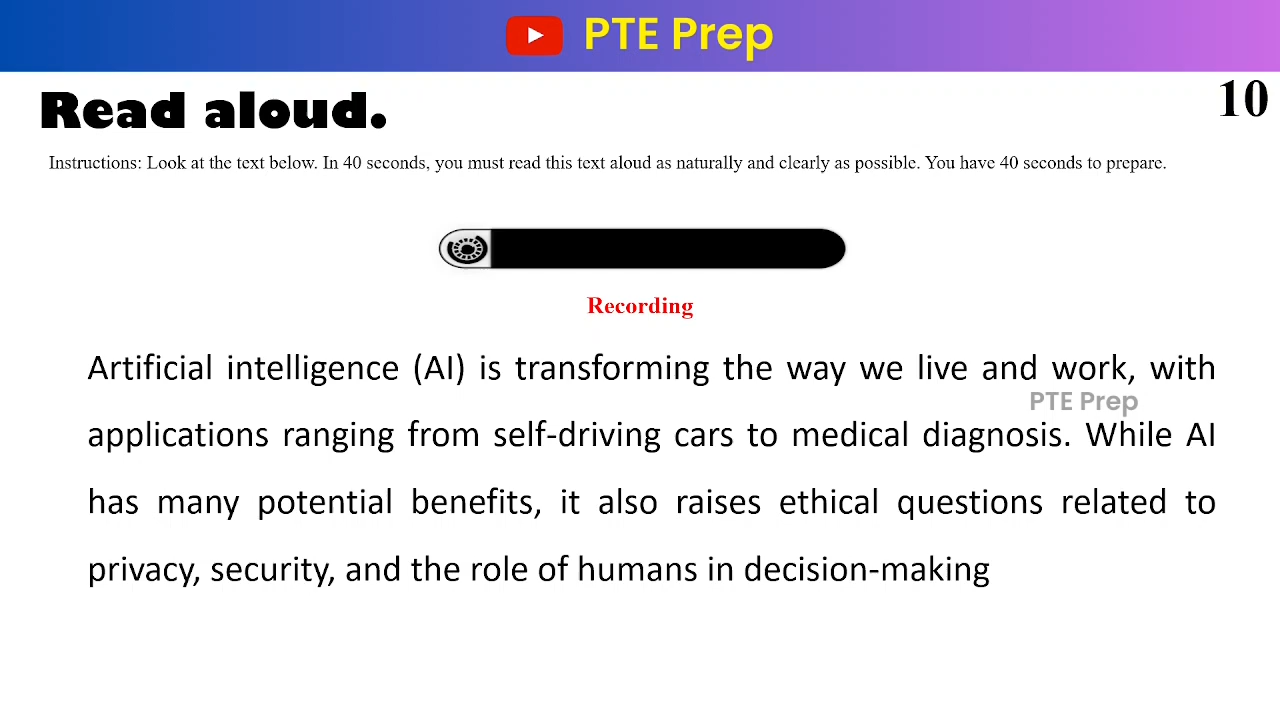 PTE Prep
Read aloud.
10
Instructions: Look at the text below. In 40 seconds, you must read this text aloud as naturally and clearly as possible. You have 40 seconds to prepare.
Recording
Artificial intelligence (AI) is transforming the way we live and work, with
PTE Prep
applications ranging from self-driving cars to medical diagnosis. While AI
has many potential benefits, it also raises ethical questions related to
privacy, security, and the role of humans in decision-making